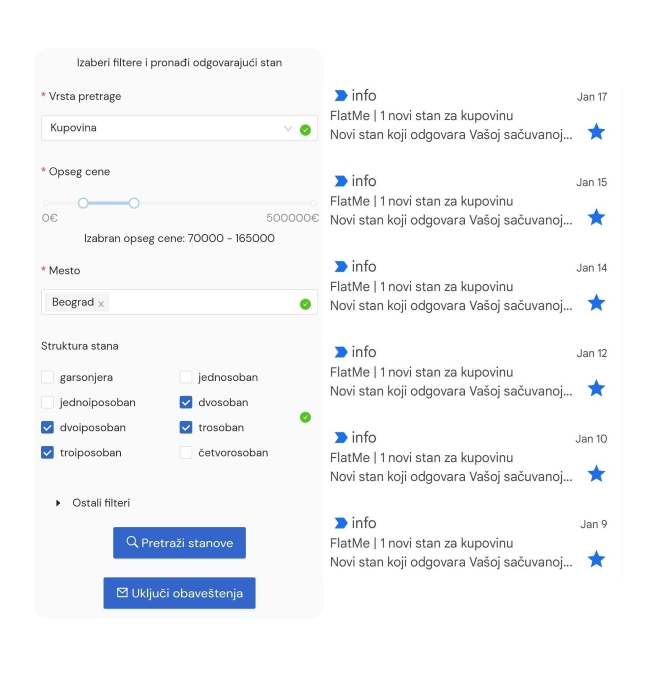 Izaberi filtere i pronađi odgovarajući stan
* Vrsta pretrage
Kupovina
* Opseg cene
0€ 500000€
Izabran opseg cene: 70000 - 165000
* Mesto
Beograd x
Struktura stana
garsonjera jednosoban
jednoiposoban dvosoban
dvoiposoban trosoban
troiposoban četvorosoban
Ostali filteri
Pretraži stanove
Uključi obaveštenja
info Jan 17
FlatMe | 1 novi stan za kupovinu
Novi stan koji odgovara Vašoj sačuvanoj...
info Jan 15
FlatMe | 1 novi stan za kupovinu
Novi stan koji odgovara Vašoj sačuvanoj...
info Jan 14
FlatMe | 1 novi stan za kupovinu
Novi stan koji odgovara Vašoj sačuvanoj...
info Jan 12
FlatMe | 1 novi stan za kupovinu
Novi stan koji odgovara Vašoj sačuvanoj...
info Jan 10
FlatMe | 1 novi stan za kupovinu
Novi stan koji odgovara Vašoj sačuvanoj...
info Jan 9
FlatMe | 1 novi stan za kupovinu
Novi stan koji odgovara Vašoj sačuvanoj...